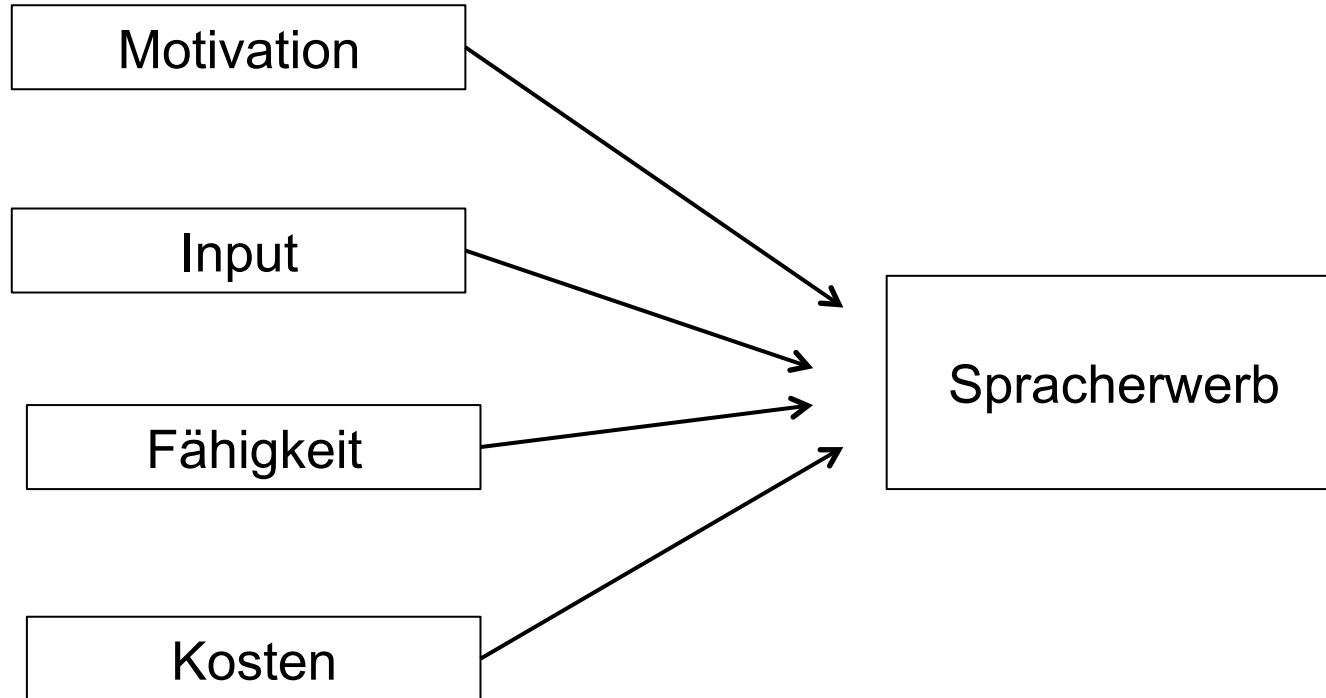 Motivation
Input
Spracherwerb
Fähigkeit
Kosten